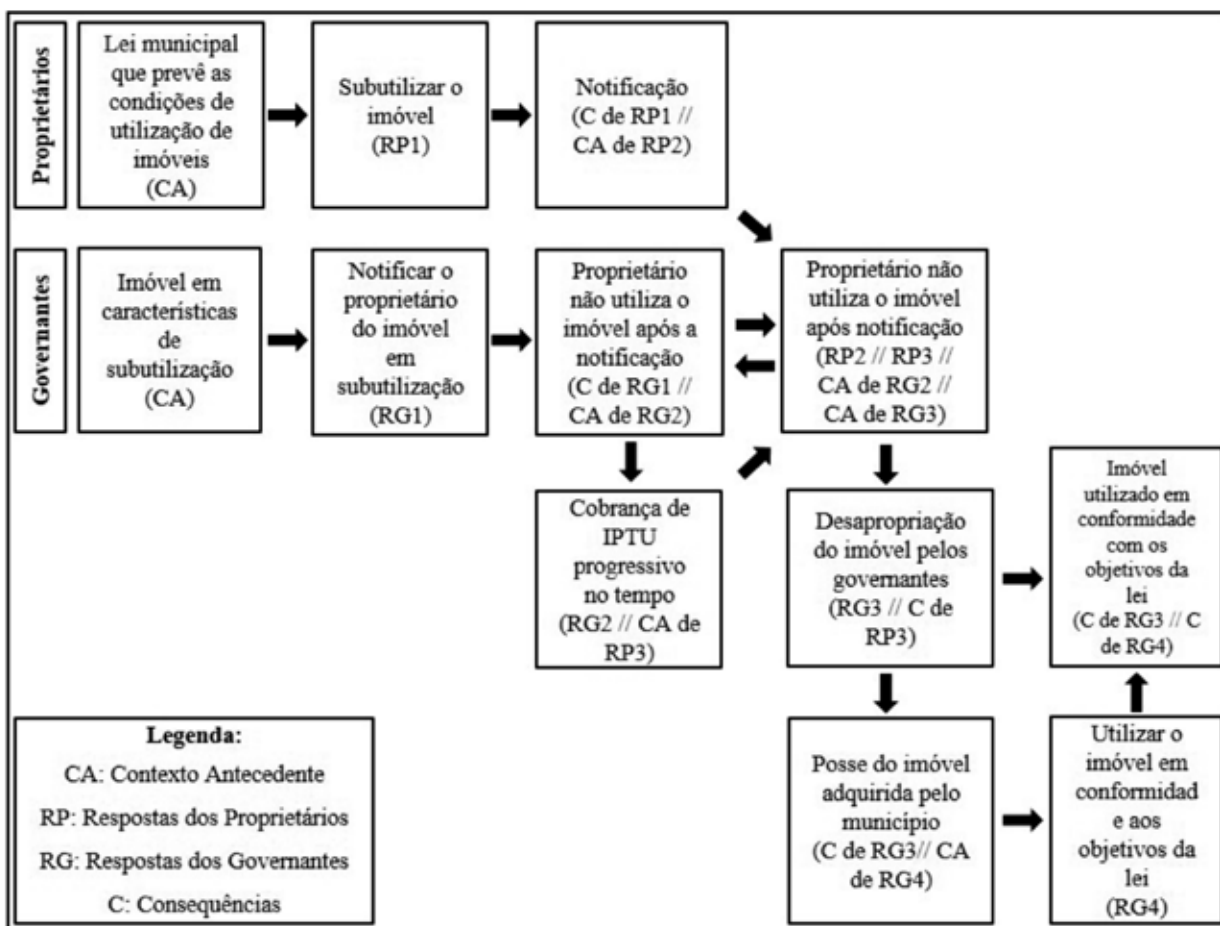 Proprietários
Lei municipal
que prevê as
condições de
utilização de
imóveis
(CA)
Subutilizar o
imóvel
(RP1)
Notificação
(C de RP1 //
CA de RP2)
Governantes
Imóvel em
características
de
subutilização
(CA)
Notificar o
proprietário
do imóvel
em
subutilização
(RG1)
Proprietário
não utiliza o
imóvel após a
notificação
(C de RG1 //
CA de RG2)
Proprietário não
utiliza o imóvel
após notificação
(RP2 // RP3 //
CA de RG2 //
CA de RG3)
Cobrança de
IPTU
progressivo
no tempo
(RG2 // CA de
RP3)
Desapropriação
do imóvel pelos
governantes
(RG3 // C de
RP3)
Imóvel
utilizado em
conformidade
com os
objetivos da
lei
(C de RG3 // C
de RG4)
Legenda:
CA: Contexto Antecedente
RP: Respostas dos Proprietários
RG: Respostas dos Governantes
C: Consequências
Posse do imóvel
adquirida pelo
município
(C de RG3// CA
de RG4)
Utilizar o
imóvel em
conformidad
e aos
objetivos da
lei
(RG4)